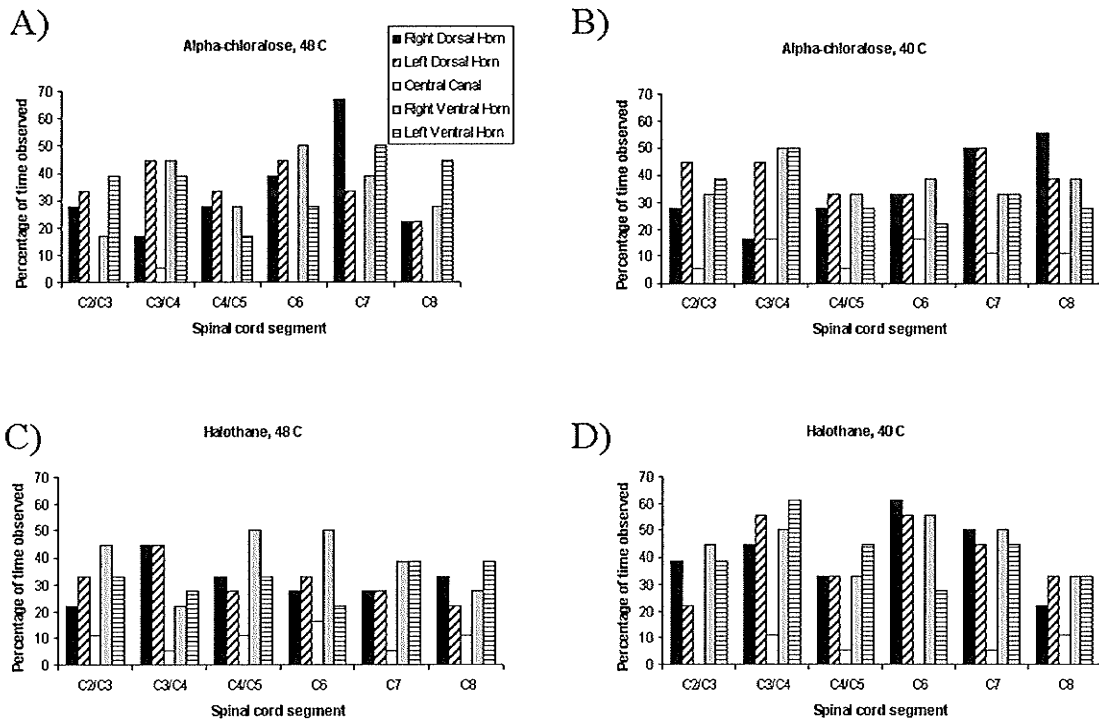 A)
Alpha-chloralose, 48 C
Right Dorsal Horn
Left Dorsal Horn
Central Canal
Right Ventral Horn
Left Ventral Horn
Percentage of time observed
70
60
50
40
30
20
10
0
C2/C3 C3/C4 C4/C5 C6 C7 C8
Spinal cord segment
B)
Alpha-chloralose, 40 C
Percentage of time observed
70
60
50
40
30
20
10
0
C2/C3 C3/C4 C4/C5 C6 C7 C8
Spinal cord segment
C)
Halothane, 48 C
Percentage of time observed
70
60
50
40
30
20
10
0
C2/C3 C3/C4 C4/C5 C6 C7 C8
Spinal cord segment
D)
Halothane, 40 C
Percentage of time observed
70
60
50
40
30
20
10
0
C2/C3 C3/C4 C4/C5 C6 C7 C8
Spinal cord segment